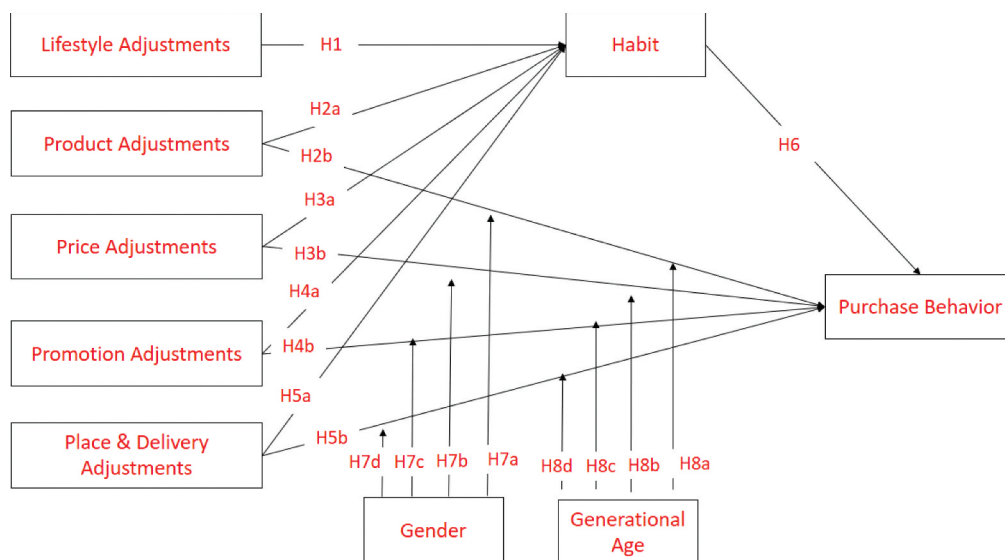 Lifestyle Adjustments
H1
Habit
H2a
Product Adjustments
H2b
H6
H3a
Price Adjustments
H3b
H4a
Purchase Behavior
Promotion Adjustments
H4b
H5a
Place & Delivery
Adjustments
H5b
H7d
H7c
H7b
H7a
H8d
H8c
H8b
H8a
Gender
Generational
Age